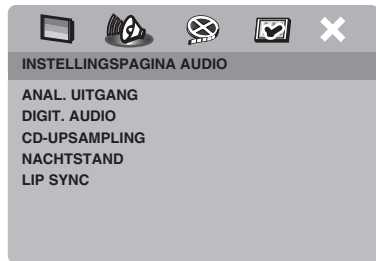 INSTELLINGSPAGINA AUDIO
ANAL. UITGANG
DIGIT. AUDIO
CD-UPSAMPLING
NACHTSTAND
LIP SYNC